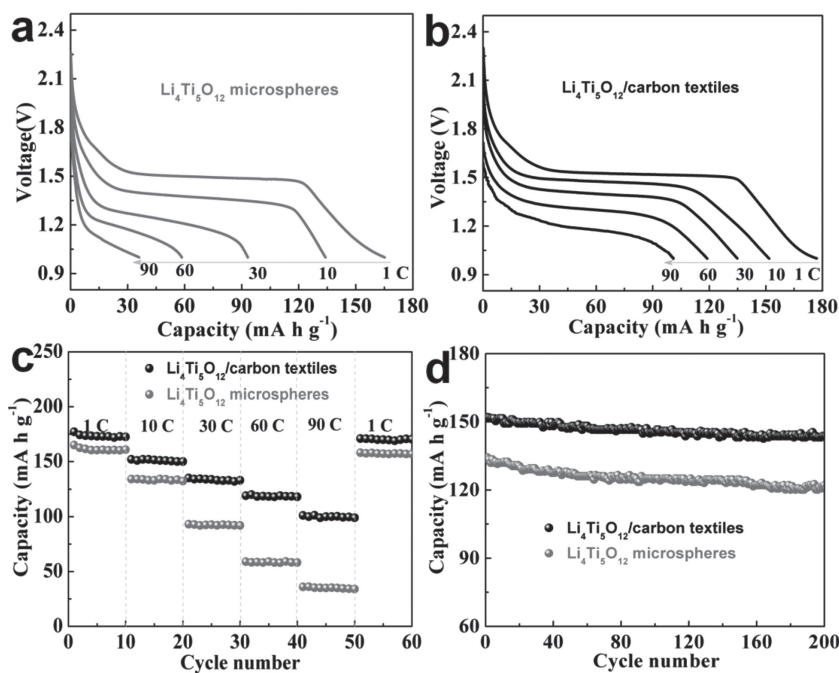 a
2.4
2.1
1.8
1.5
1.2
0.9
Voltage(V)
Li₄Ti₅O₁₂ microspheres
90 60 30 10 1 C
0 30 60 90 120 150 180
Capacity (mA h g⁻¹)
b
2.4
2.1
1.8
1.5
1.2
0.9
Voltage (V)
Li₄Ti₅O₁₂/carbon textiles
90 60 30 10 1 C
0 30 60 90 120 150 180
Capacity (mA h g⁻¹)
c
250
200
150
100
50
0
Capacity (mA h g⁻¹)
Li₄Ti₅O₁₂/carbon textiles
Li₄Ti₅O₁₂ microspheres
1 C 10 C 30 C 60 C 90 C 1 C
0 10 20 30 40 50 60
Cycle number
d
180
150
120
90
60
Capacity (mA h g⁻¹)
Li₄Ti₅O₁₂/carbon textiles
Li₄Ti₅O₁₂ microspheres
0 40 80 120 160 200
Cycle number